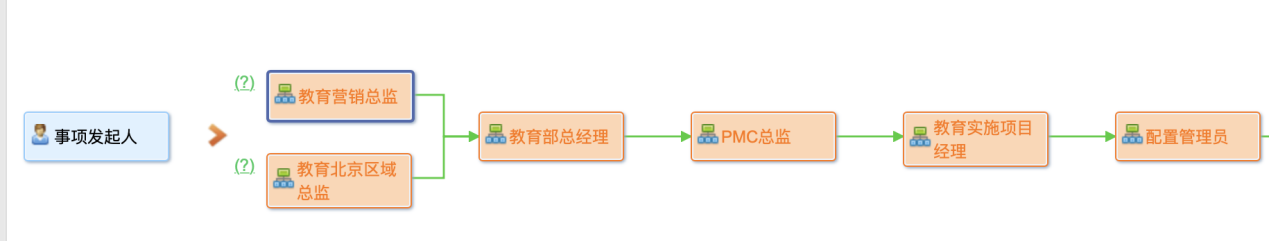 (?)
教育营销总监
事项发起人
教育部总经理
PMC总监
教育实施项目
经理
配置管理员
(?)
教育北京区域
总监